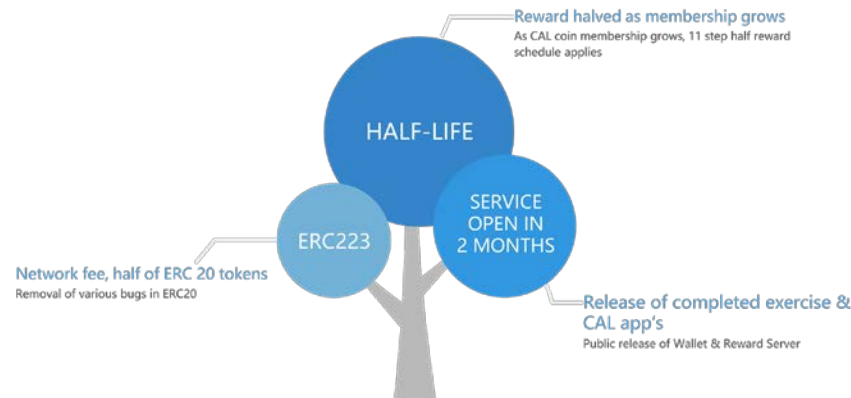 Reward halved as membership grows
As CAL coin membership grows, 11 step half reward
schedule applies
HALF-LIFE
SERVICE
OPEN IN
2 MONTHS
ERC223
Network fee, half of ERC 20 tokens
Removal of various bugs in ERC20
Release of completed exercise &
CAL app's
Public release of Wallet & Reward Server